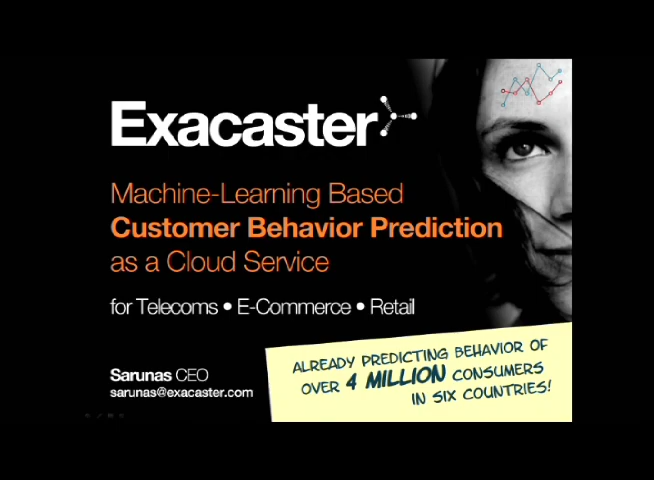 Exacaster
Machine-Learning Based
Customer Behavior Prediction
as a Cloud Service
for Telecoms • E-Commerce • Retail
Sarunas CEO
sarunas@exacaster.com
ALREADY PREDICTING BEHAVIOR OF
OVER 4 MILLION CONSUMERS
IN SIX COUNTRIES!